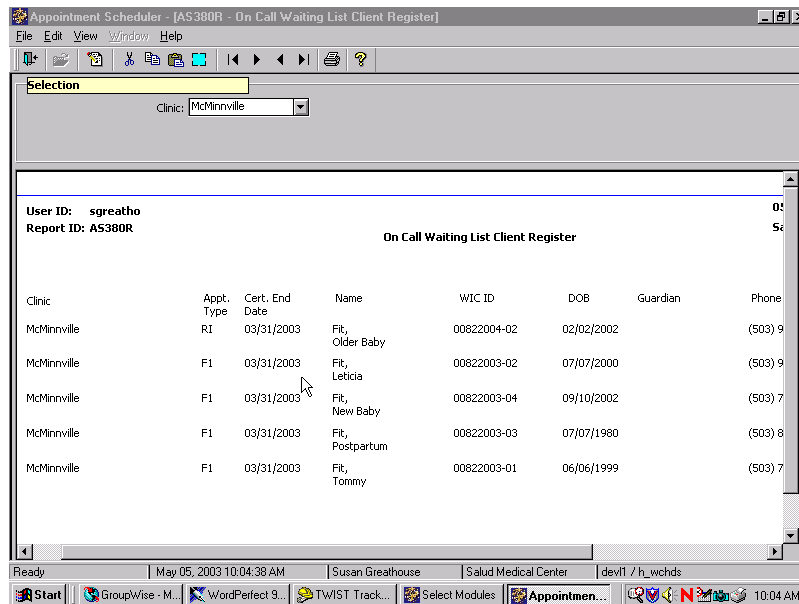 Appointment Scheduler - [AS380R - On Call Waiting List Client Register]
File Edit View Window Help
Selection
Clinic: McMinnville
User ID: sgreatho
Report ID: AS380R
On Call Waiting List Client Register
Clinic Appt. Type Cert. End Date Name WIC ID DOB Guardian Phone
McMinnville RI 03/31/2003 Fit, 00822004-02 02/02/2002 (503) 9
Older Baby
McMinnville F1 03/31/2003 Fit, 00822003-02 07/07/2000 (503) 9
Leticia
McMinnville F1 03/31/2003 Fit, 00822003-04 09/10/2002 (503) 7
New Baby
McMinnville F1 03/31/2003 Fit, 00822003-03 07/07/1980 (503) 8
Postpartum
McMinnville F1 03/31/2003 Fit, 00822003-01 06/06/1999 (503) 7
Tommy
Ready May 05, 2003 10:04:38 AM Susan Greathouse Salud Medical Center devl1 / h_wchds
Start GroupWise - M... WordPerfect 9... TWIST Track... Select Modules Appointmen... 10:04 AM